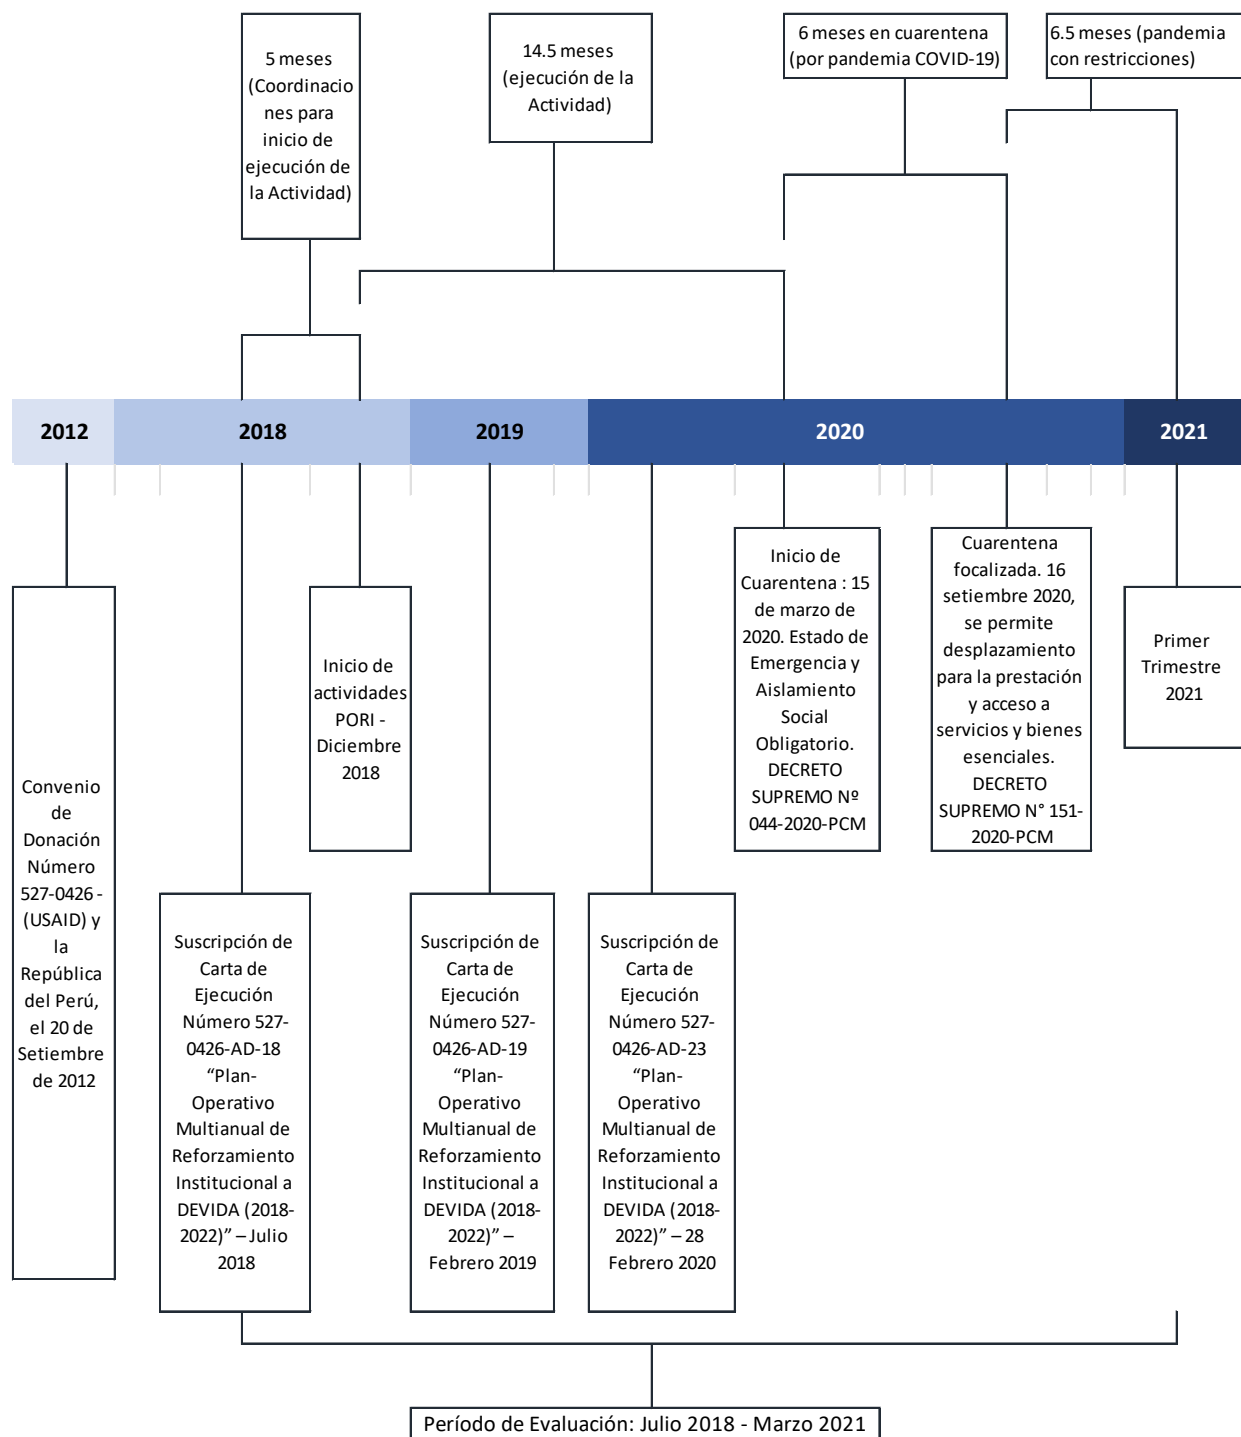 5 meses
(Coordinacio
nes para
inicio de
ejecución de
la Actividad)
14.5 meses
(ejecución de la
Actividad)
6 meses en cuarentena
(por pandemia COVID-19)
6.5 meses (pandemia
con restricciones)
2012
2018
2019
2020
2021
Convenio
de
Donación
Número
527-0426 -
(USAID) y
la
República
del Perú,
el 20 de
Setiembre
de 2012
Suscripción de
Carta de
Ejecución
Número 527-
0426-AD-18
“Plan-
Operativo
Multianual de
Reforzamiento
Institucional a
DEVIDA (2018-
2022)” – Julio
2018
Inicio de
actividades
PORI -
Diciembre
2018
Suscripción de
Carta de
Ejecución
Número 527-
0426-AD-19
“Plan-
Operativo
Multianual de
Reforzamiento
Institucional a
DEVIDA (2018-
2022)” –
Febrero 2019
Suscripción de
Carta de
Ejecución
Número 527-
0426-AD-23
“Plan-
Operativo
Multianual de
Reforzamiento
Institucional a
DEVIDA (2018-
2022)” – 28
Febrero 2020
Inicio de
Cuarentena : 15
de marzo de
2020. Estado de
Emergencia y
Aislamiento
Social
Obligatorio.
DECRETO
SUPREMO Nº
044-2020-PCM
Cuarentena
focalizada. 16
setiembre 2020,
se permite
desplazamiento
para la prestación
y acceso a
servicios y bienes
esenciales.
DECRETO
SUPREMO N° 151-
2020-PCM
Primer
Trimestre
2021
Período de Evaluación: Julio 2018 - Marzo 2021